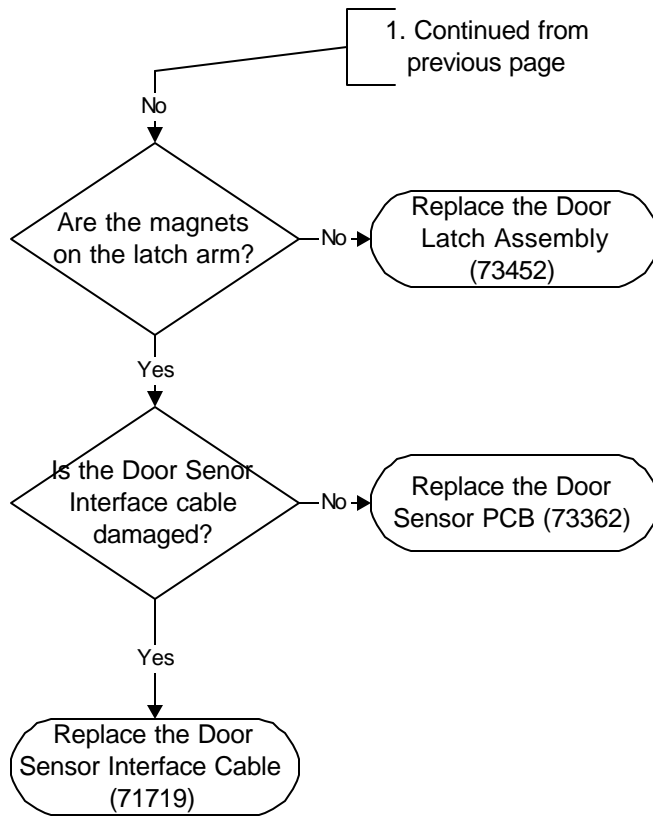 1. Continued from
previous page
No
Are the magnets
on the latch arm?
No
Replace the Door
Latch Assembly
(73452)
Yes
Is the Door Senor
Interface cable
damaged?
No
Replace the Door
Sensor PCB (73362)
Yes
Replace the Door
Sensor Interface Cable
(71719)